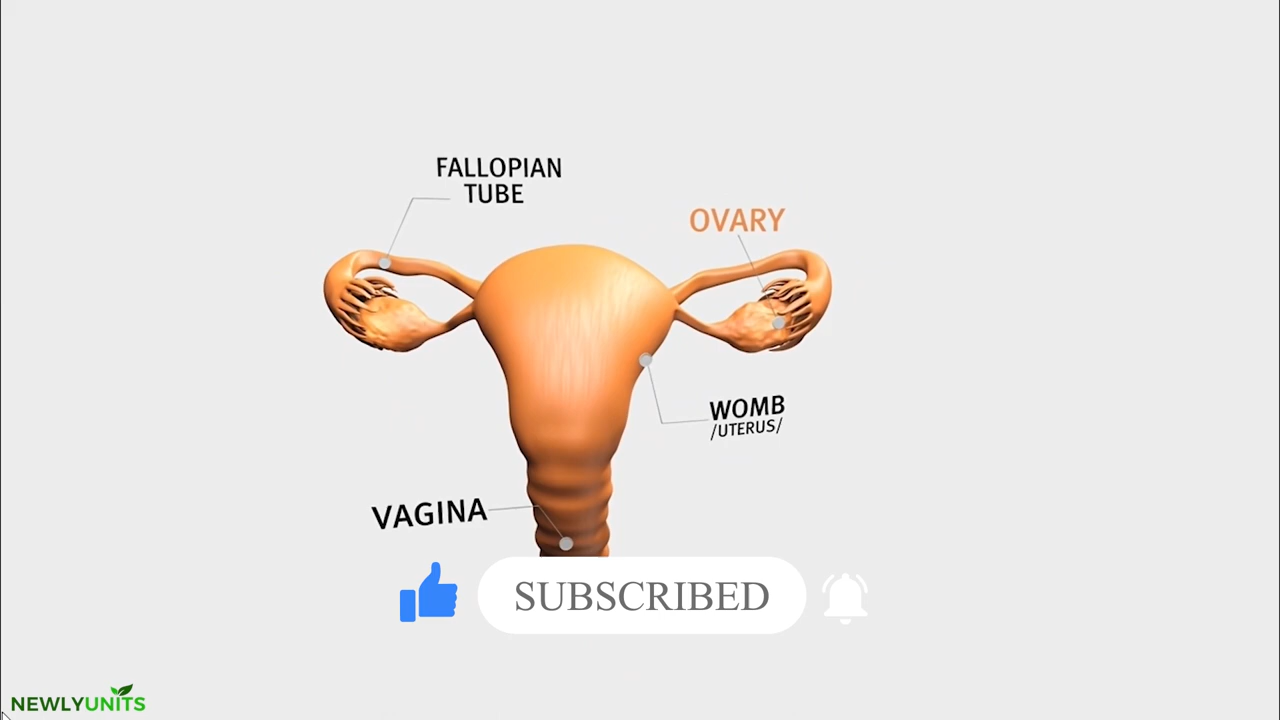 FALLOPIAN
TUBE
OVARY
WOMB
/UTERUS/
VAGINA
SUBSCRIBED
NEWLYUNITS